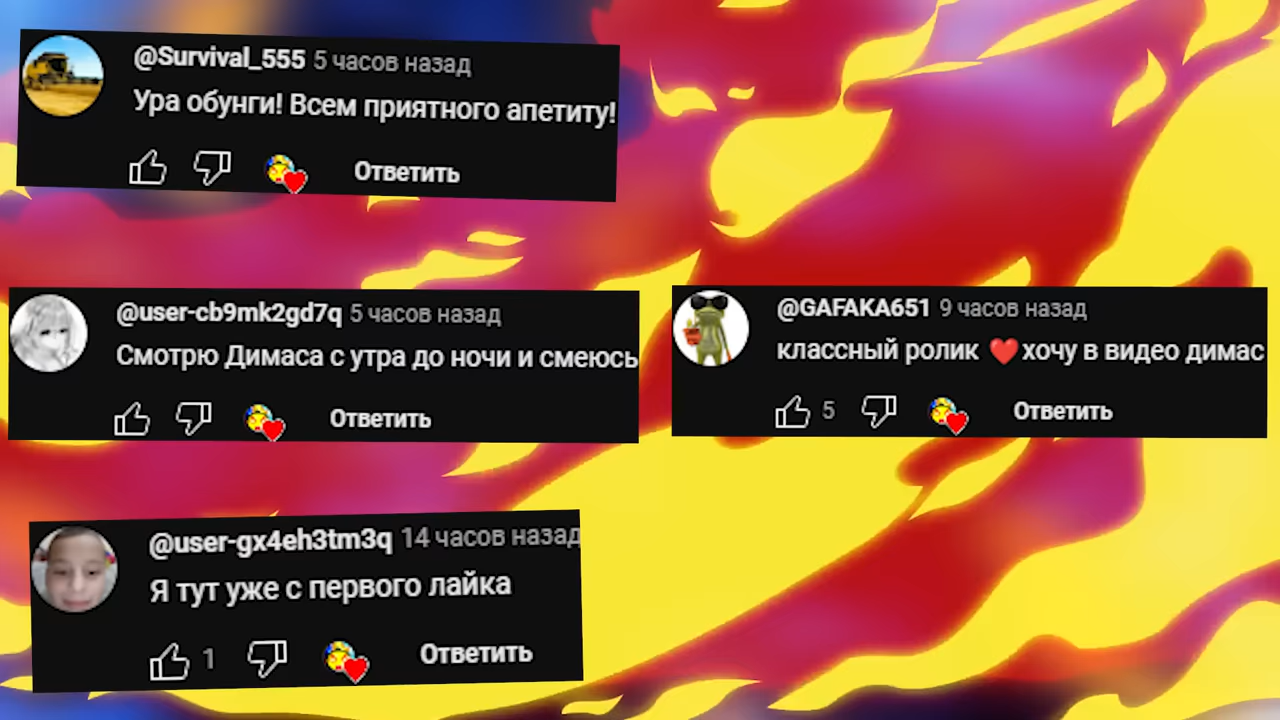 @Survival_555 5 часов назад
Ура обунги! Всем приятного апетиту!
Ответить
@user-cb9mk2gd7q 5 часов назад
Смотрю Димаса с утра до ночи и смеюсь
Ответить
@GAFAKA651 9 часов назад
классный ролик ❤️хочу в видео димас
5 Ответить
@user-gx4eh3tm3q 14 часов назад
Я тут уже с первого лайка
1 Ответить